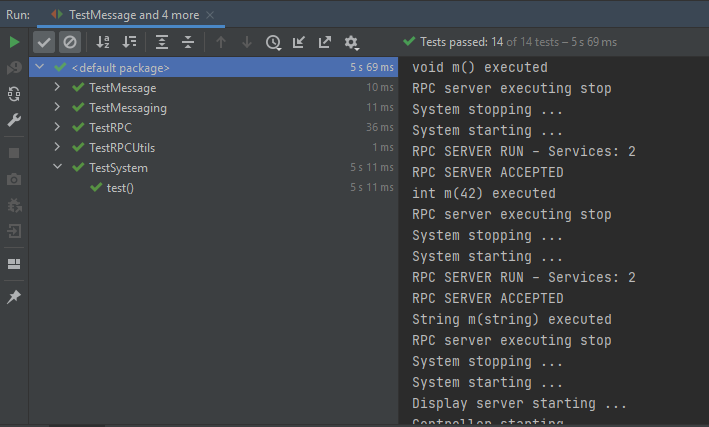 Run: TestMessage and 4 more ×
Tests passed: 14 of 14 tests – 5 s 69 ms
<default package> 5 s 69 ms
TestMessage 10 ms
TestMessaging 11 ms
TestRPC 36 ms
TestRPCUtils 1 ms
TestSystem 5 s 11 ms
test() 5 s 11 ms
void m() executed
RPC server executing stop
System stopping ...
System starting ...
RPC SERVER RUN - Services: 2
RPC SERVER ACCEPTED
int m(42) executed
RPC server executing stop
System stopping ...
System starting ...
RPC SERVER RUN - Services: 2
RPC SERVER ACCEPTED
String m(string) executed
RPC server executing stop
System stopping ...
System starting ...
Display server starting ...
Controller starting